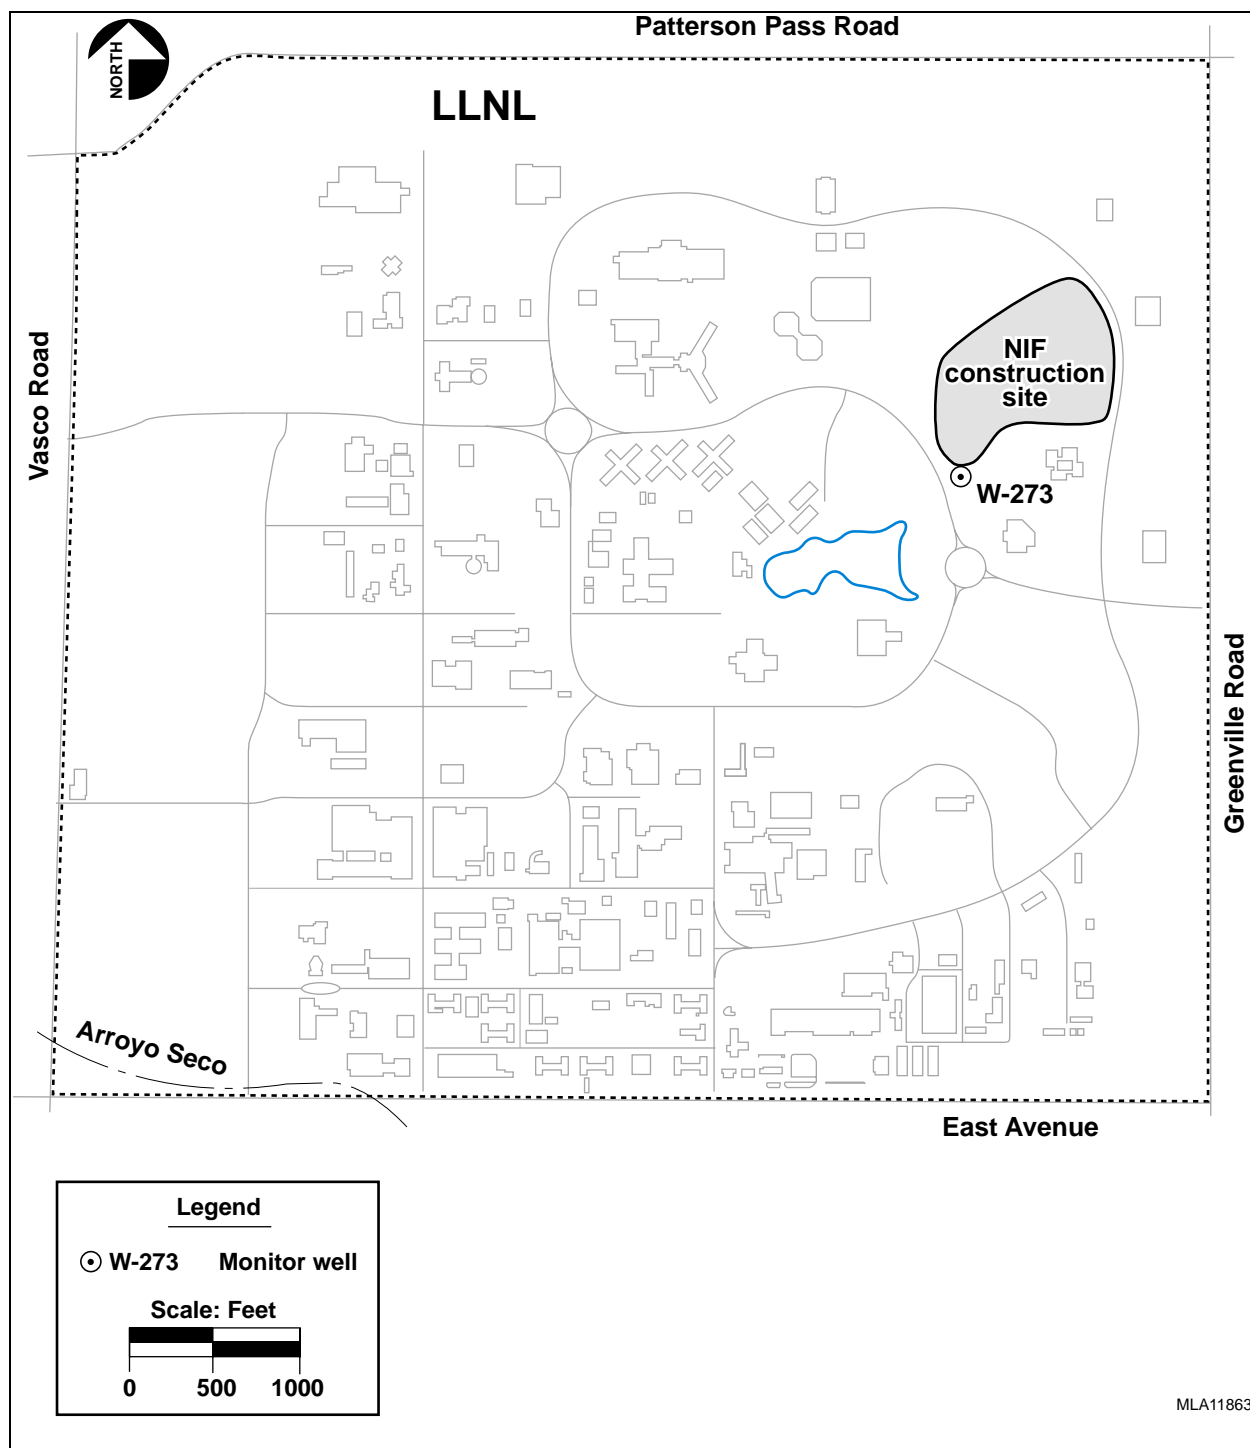 Patterson Pass Road
NORTH
LLNL
Vasco Road
NIF
construction
site
W-273
Greenville Road
Arroyo Seco
East Avenue
Legend
W-273 Monitor well
Scale: Feet
0 500 1000
MLA11863